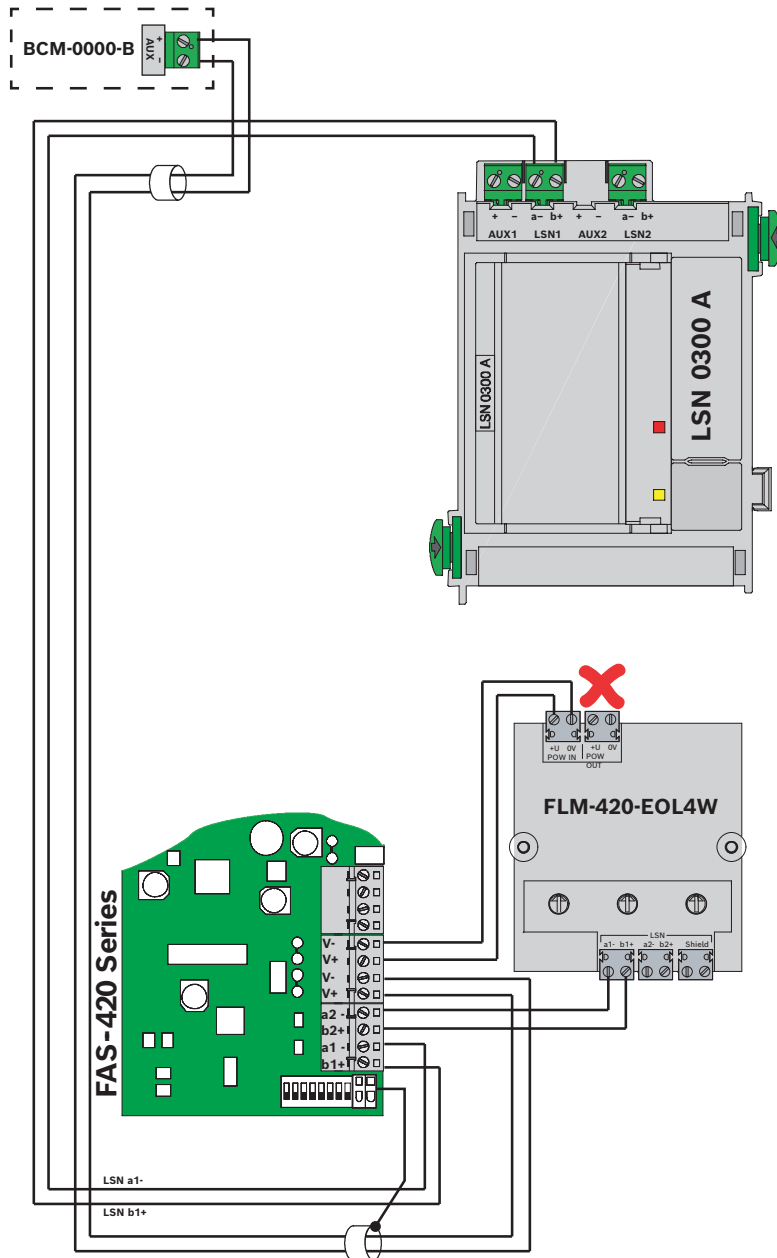 BCM-0000-B
AUX
+
−
+ − a− b+ + − a− b+
AUX1 LSN1 AUX2 LSN2
LSN 0300 A
LSN 0300 A
+U 0V +U 0V
POW IN POW
OUT
FLM-420-EOL4W
LSN
a1- b1+ a2- b2+ Shield
FAS-420 Series
V-
V+
V-
V+
a2 -
b2+
a1 -
b1+
LSN a1-
LSN b1+